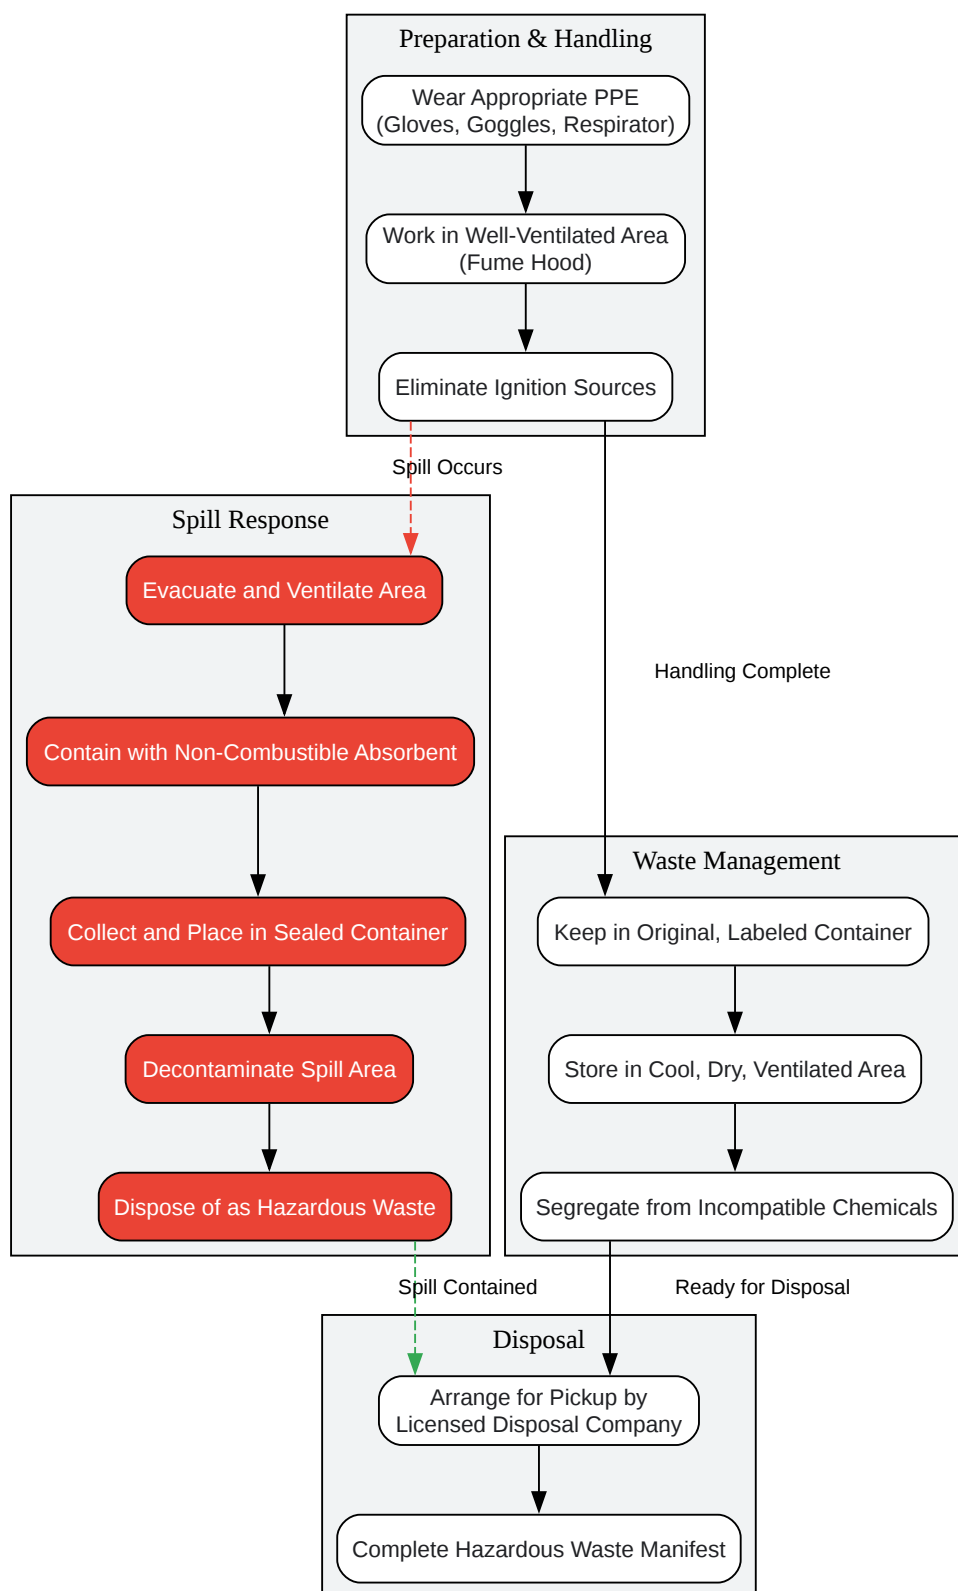 Preparation & Handling
Wear Appropriate PPE
(Gloves, Goggles, Respirator)
Work in Well-Ventilated Area
(Fume Hood)
Eliminate Ignition Sources
Spill Occurs
Spill Response
Evacuate and Ventilate Area
Contain with Non-Combustible Absorbent
Collect and Place in Sealed Container
Decontaminate Spill Area
Dispose of as Hazardous Waste
Handling Complete
Waste Management
Keep in Original, Labeled Container
Store in Cool, Dry, Ventilated Area
Segregate from Incompatible Chemicals
Spill Contained
Ready for Disposal
Disposal
Arrange for Pickup by
Licensed Disposal Company
Complete Hazardous Waste Manifest